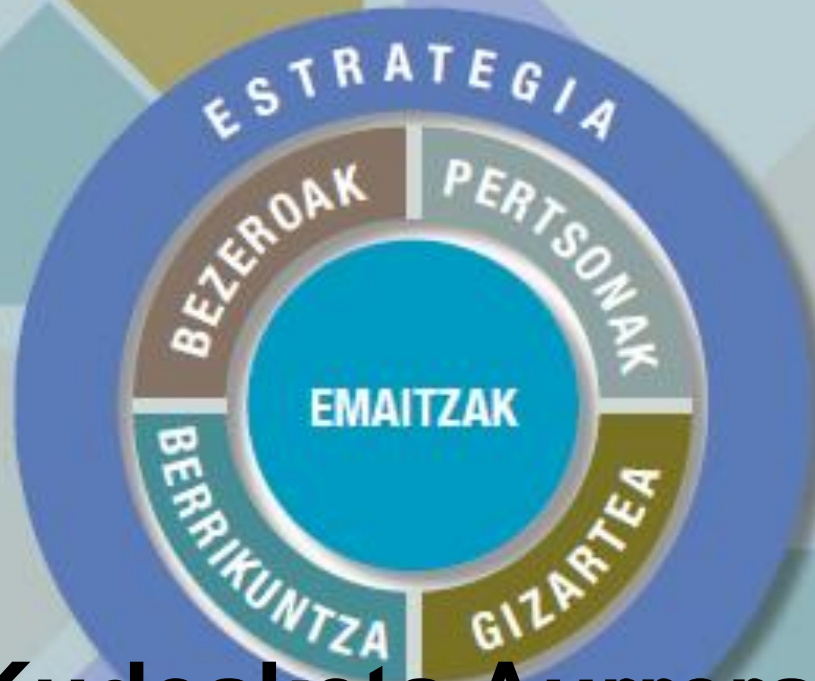 ESTRATEGIA
BEZEROAK
PERTSONAK
EMAITZAK
BERRIKUNTZA
GIZARTEA